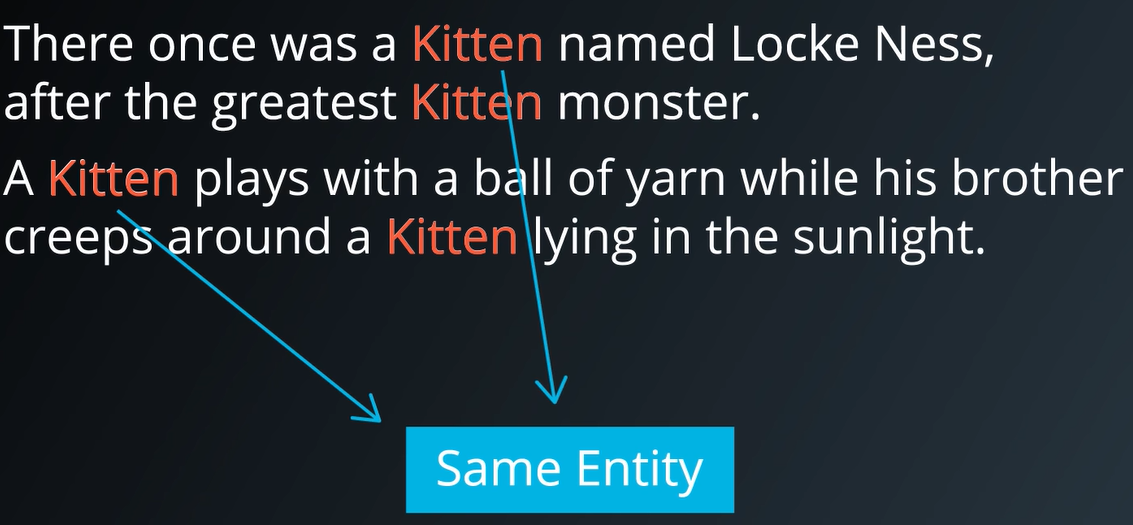 There once was a Kitten named Locke Ness,
after the greatest Kitten monster.
A Kitten plays with a ball of yarn while his brother
creeps around a Kitten lying in the sunlight.
Same Entity